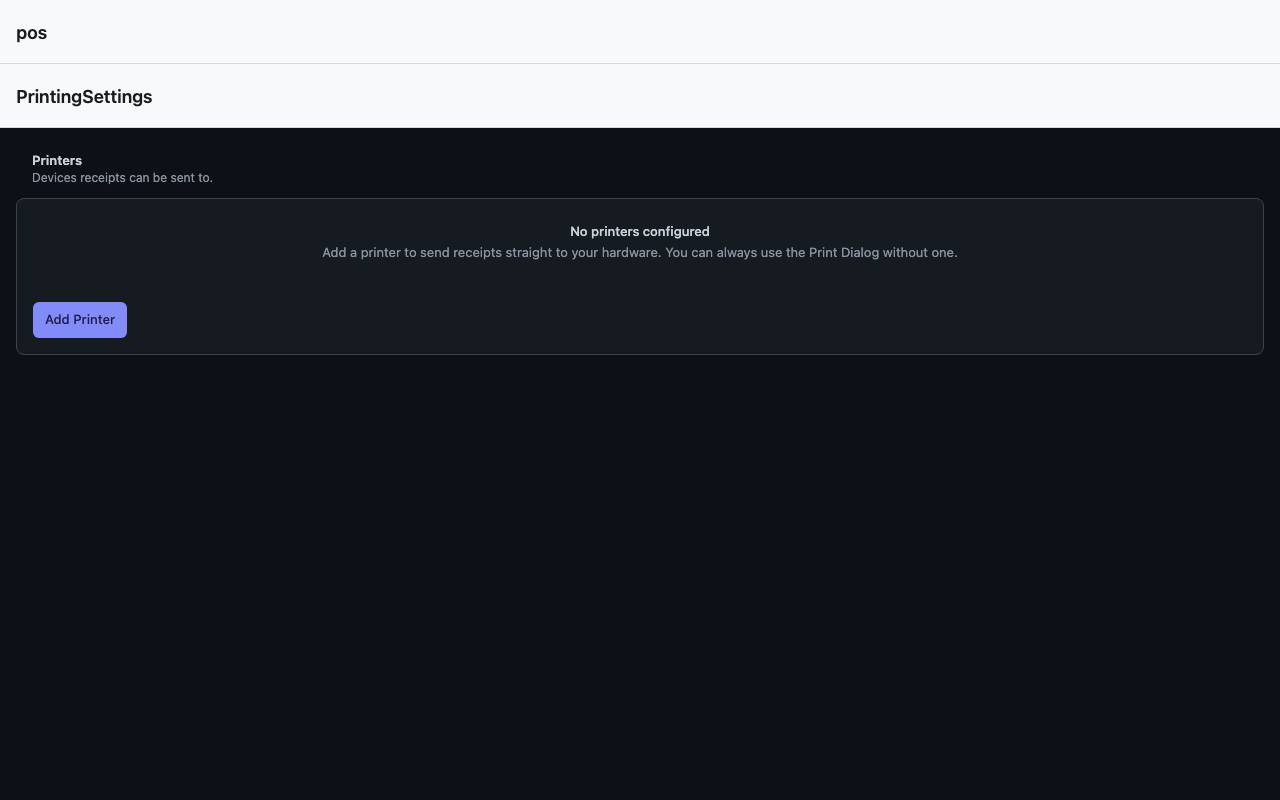 pos
PrintingSettings
Printers
Devices receipts can be sent to.
No printers configured
Add a printer to send receipts straight to your hardware. You can always use the Print Dialog without one.
Add Printer